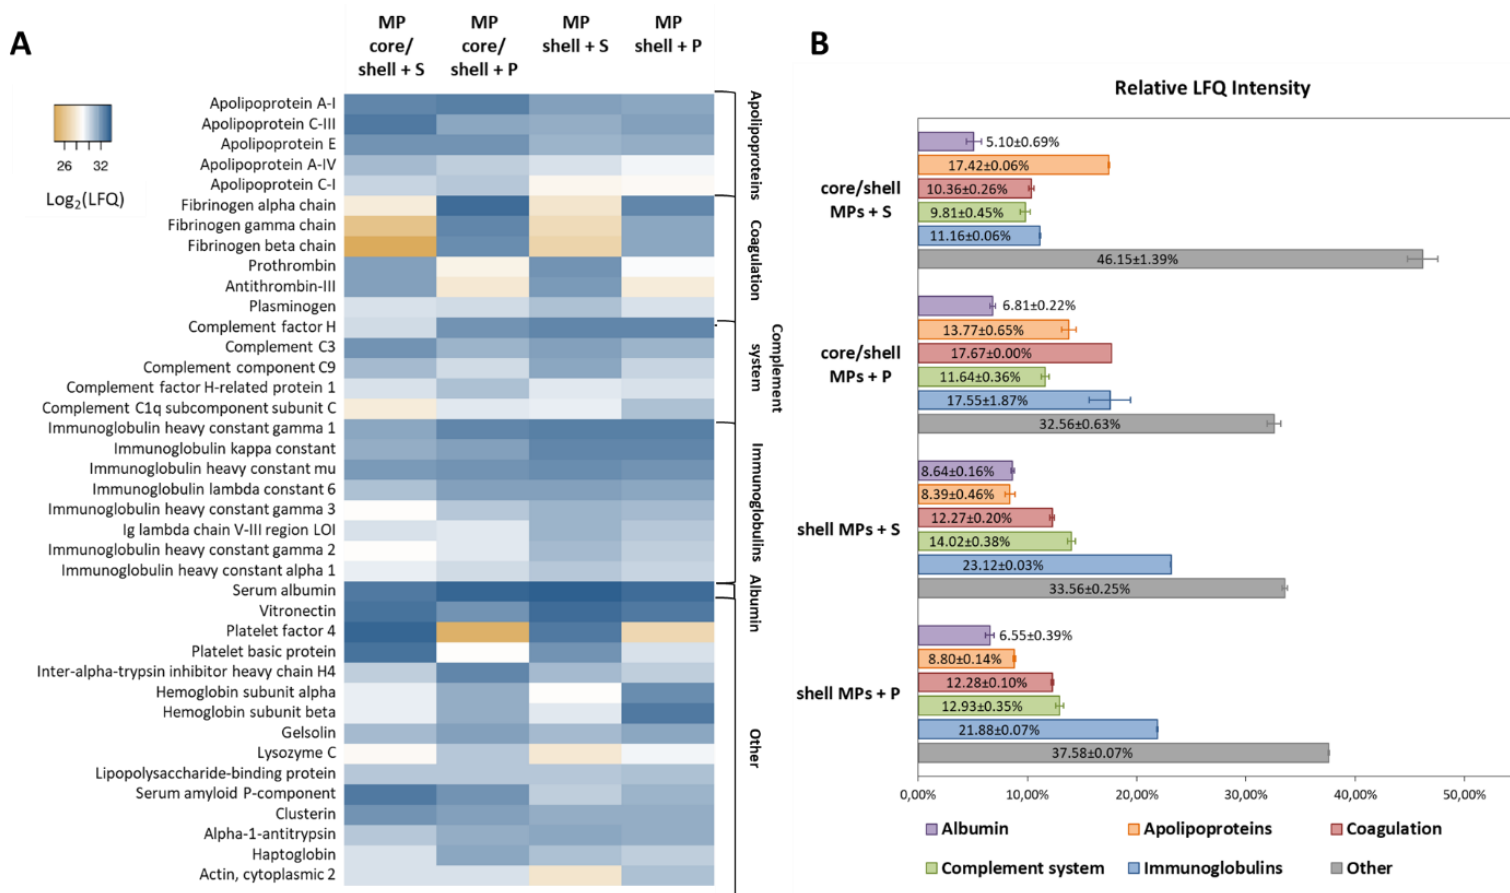 A
MP
core/
shell + S
MP
core/
shell + P
MP
shell + S
MP
shell + P
26
32
Log2(LFQ)
Apolipoprotein A-I
Apolipoprotein C-III
Apolipoprotein E
Apolipoprotein A-IV
Apolipoprotein C-I
Fibrinogen alpha chain
Fibrinogen gamma chain
Fibrinogen beta chain
Prothrombin
Antithrombin-III
Plasminogen
Complement factor H
Complement C3
Complement component C9
Complement factor H-related protein 1
Complement C1q subcomponent subunit C
Immunoglobulin heavy constant gamma 1
Immunoglobulin kappa constant
Immunoglobulin heavy constant mu
Immunoglobulin lambda constant 6
Immunoglobulin heavy constant gamma 3
Ig lambda chain V-III region LOI
Immunoglobulin heavy constant gamma 2
Immunoglobulin heavy constant alpha 1
Serum albumin
Vitronectin
Platelet factor 4
Platelet basic protein
Inter-alpha-trypsin inhibitor heavy chain H4
Hemoglobin subunit alpha
Hemoglobin subunit beta
Gelsolin
Lysozyme C
Lipopolysaccharide-binding protein
Serum amyloid P-component
Clusterin
Alpha-1-antitrypsin
Haptoglobin
Actin, cytoplasmic 2
Apolipoproteins
Coagulation
Complement
system
Immunoglobulins
Albumin
Other
B
Relative LFQ Intensity
core/shell
MPs + S
5.10±0.69%
17.42±0.06%
10.36±0.26%
9.81±0.45%
11.16±0.06%
46.15±1.39%
core/shell
MPs + P
6.81±0.22%
13.77±0.65%
17.67±0.00%
11.64±0.36%
17.55±1.87%
32.56±0.63%
shell MPs + S
8.64±0.16%
8.39±0.46%
12.27±0.20%
14.02±0.38%
23.12±0.03%
33.56±0.25%
shell MPs + P
6.55±0.39%
8.80±0.14%
12.28±0.10%
12.93±0.35%
21.88±0.07%
37.58±0.07%
0,00% 10,00% 20,00% 30,00% 40,00% 50,00%
Albumin Apolipoproteins Coagulation
Complement system Immunoglobulins Other